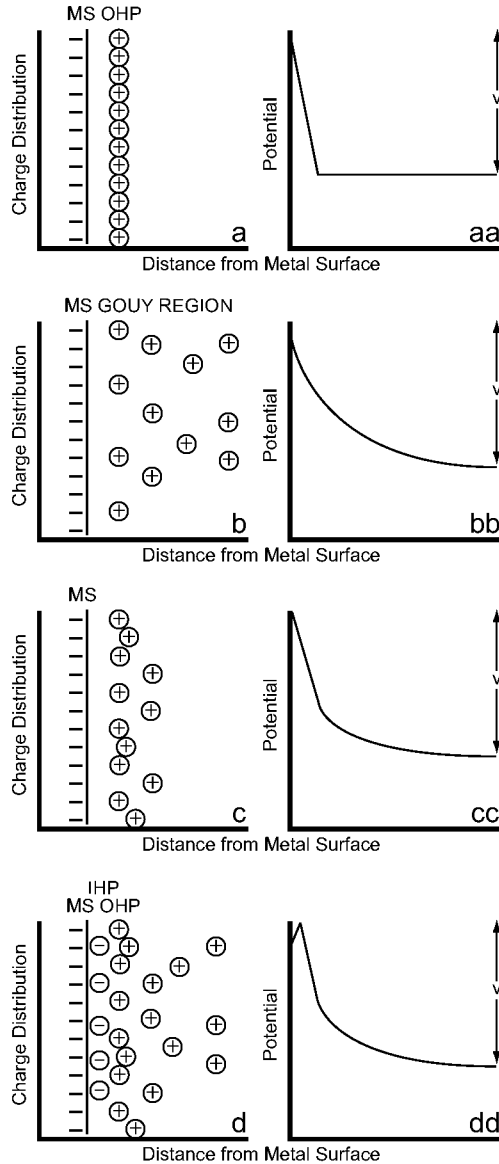 MS OHP
Charge Distribution
a
Potential
V
aa
Distance from Metal Surface
MS GOUY REGION
Charge Distribution
b
Potential
V
bb
Distance from Metal Surface
MS
Charge Distribution
c
Potential
V
cc
Distance from Metal Surface
IHP
MS OHP
Charge Distribution
d
Potential
V
dd
Distance from Metal Surface